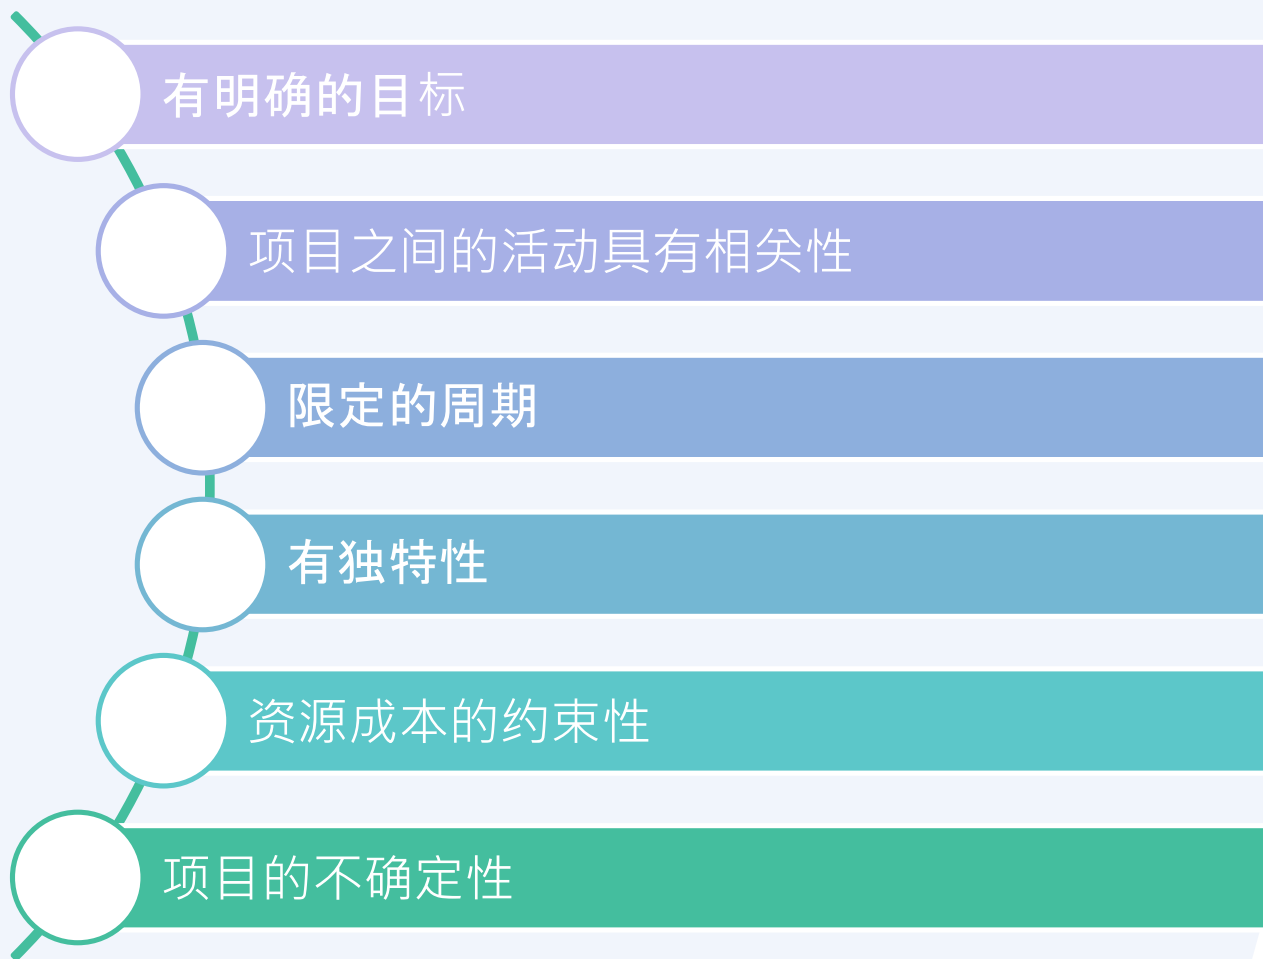 有明确的目标
项目之间的活动具有相关性
限定的周期
有独特性
资源成本的约束性
项目的不确定性